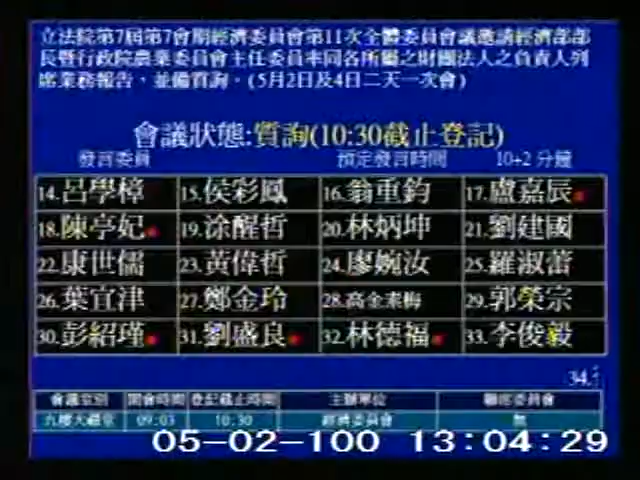 立法院第7屆第7會期經濟委員會第11次全體委員會議邀請經濟部部
長暨行政院農業委員會主任委員率同各所屬之財團法人之負責人列
席業務報告，並備質詢。(5月2日及4日二天一次會)
會議狀態:質詢(10:30截止登記)
發言委員 預定發言時間 10+2 分鐘
14.呂學樟 15.侯彩鳳 16.翁重鈞 17.盧嘉辰
18.陳亭妃 19.涂醒哲 20.林炳坤 21.劉建國
22.康世儒 23.黃偉哲 24.廖婉汝 25.羅淑蕾
26.葉宜津 27.鄭金玲 28.高金素梅 29.郭榮宗
30.彭紹瑾 31.劉盛良 32.林德福 33.李俊毅
34.
會議室別 開會時間 登記截止時間 主辦單位 聯席委員會
九樓大禮堂 09:03 10:30 經濟委員會 無
05-02-100 13:04:29